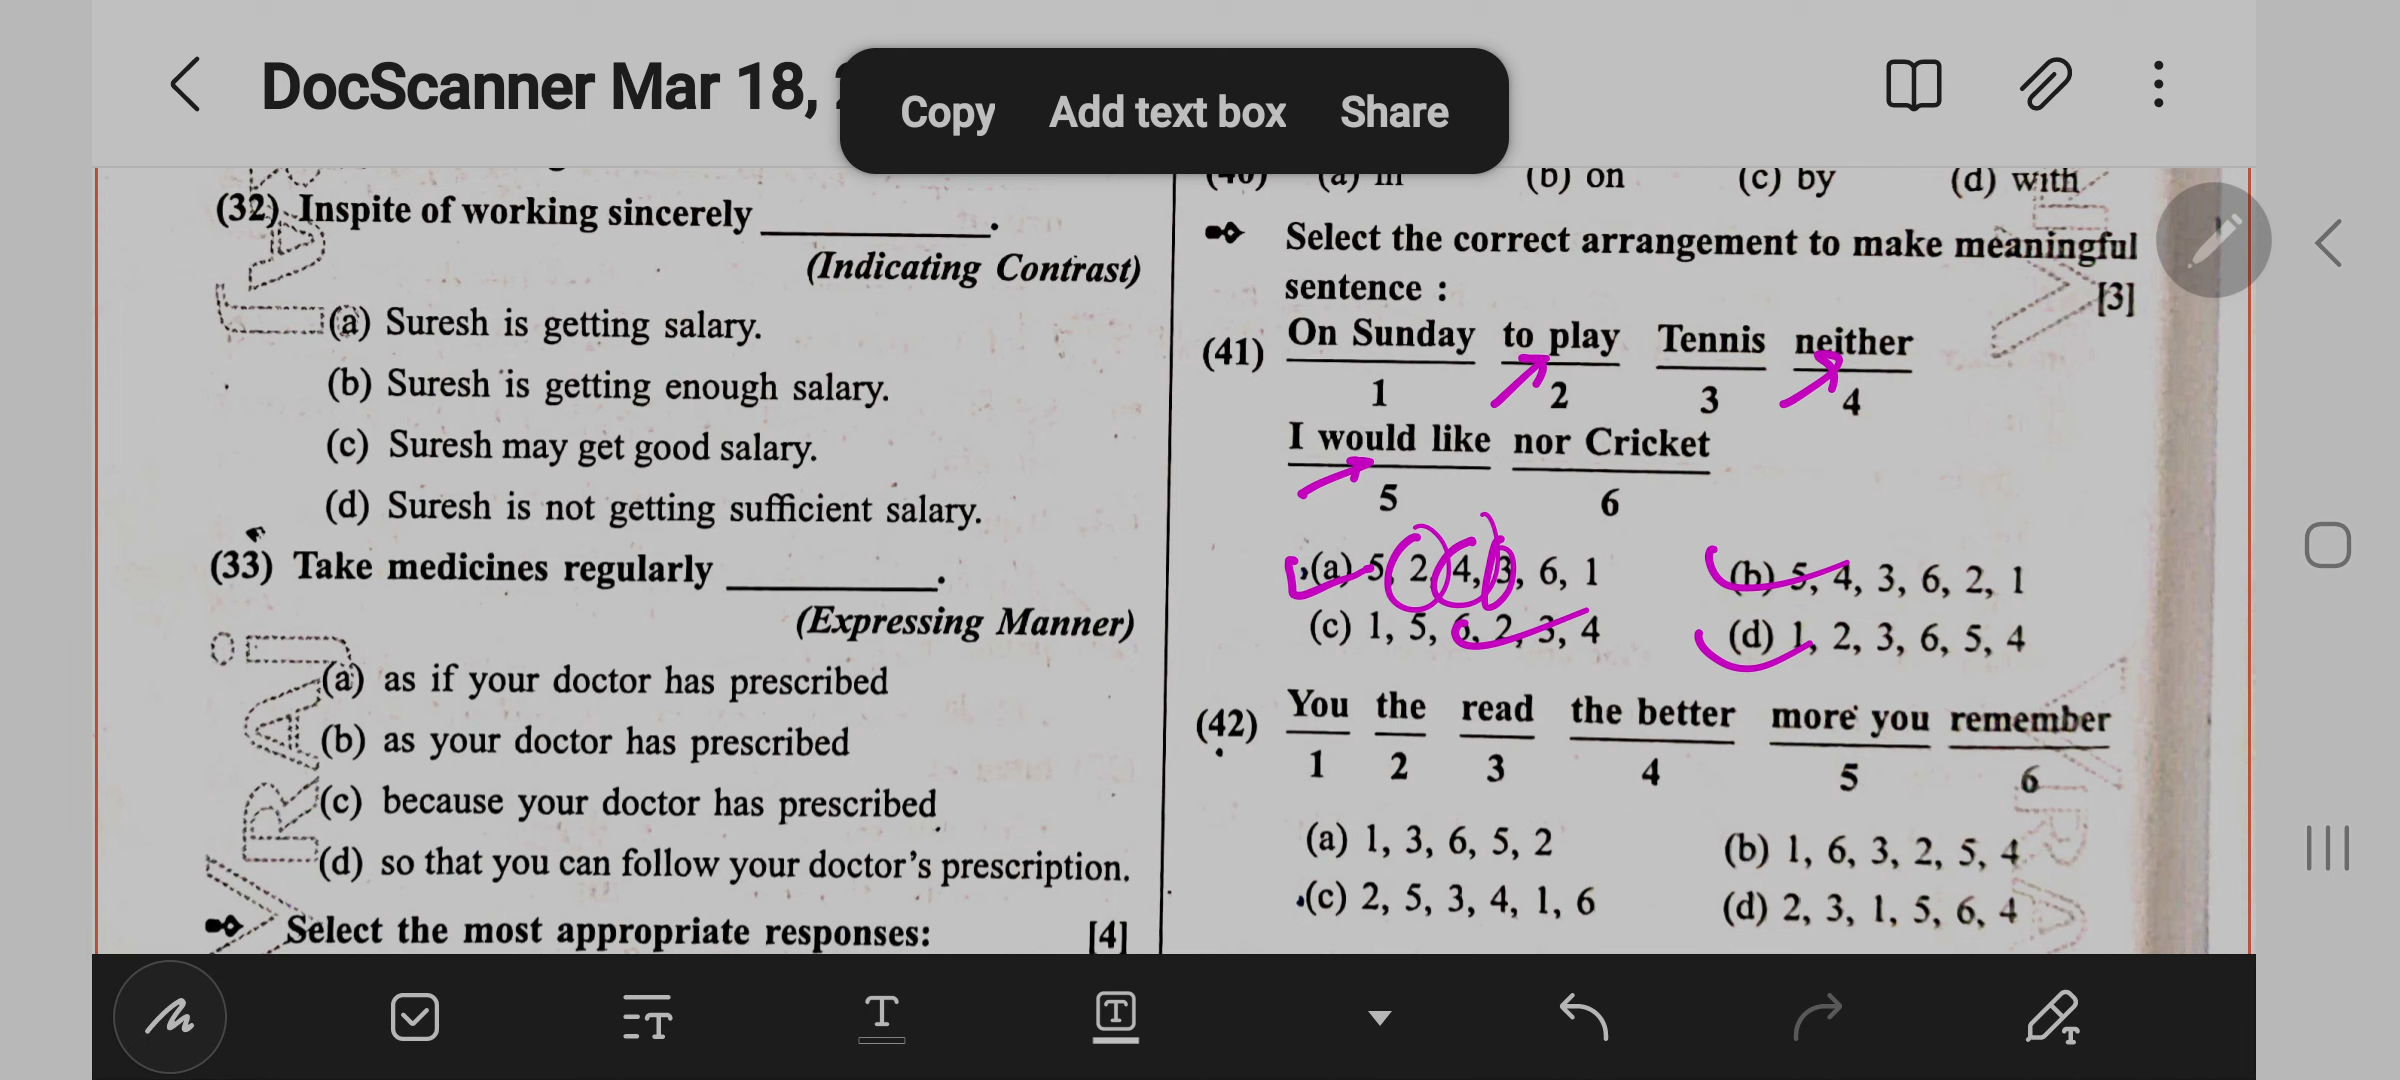 DocScanner Mar 18,
Copy Add text box Share
(32) Inspite of working sincerely ____________.
(Indicating Contrast)
(a) Suresh is getting salary.
(b) Suresh is getting enough salary.
(c) Suresh may get good salary.
(d) Suresh is not getting sufficient salary.
(33) Take medicines regularly ____________.
(Expressing Manner)
(a) as if your doctor has prescribed
(b) as your doctor has prescribed
(c) because your doctor has prescribed
(d) so that you can follow your doctor's prescription.
Select the most appropriate responses: [4]
(40) (a) in (b) on (c) by (d) with
Select the correct arrangement to make meaningful
sentence : [3]
(41) On Sunday to play Tennis neither
1 2 3 4
I would like nor Cricket
5 6
(a) 5, 2, 4, 3, 6, 1 (b) 5, 4, 3, 6, 2, 1
(c) 1, 5, 6, 2, 3, 4 (d) 1, 2, 3, 6, 5, 4
(42) You the read the better more you remember
1 2 3 4 5 6
(a) 1, 3, 6, 5, 2 (b) 1, 6, 3, 2, 5, 4
(c) 2, 5, 3, 4, 1, 6 (d) 2, 3, 1, 5, 6, 4